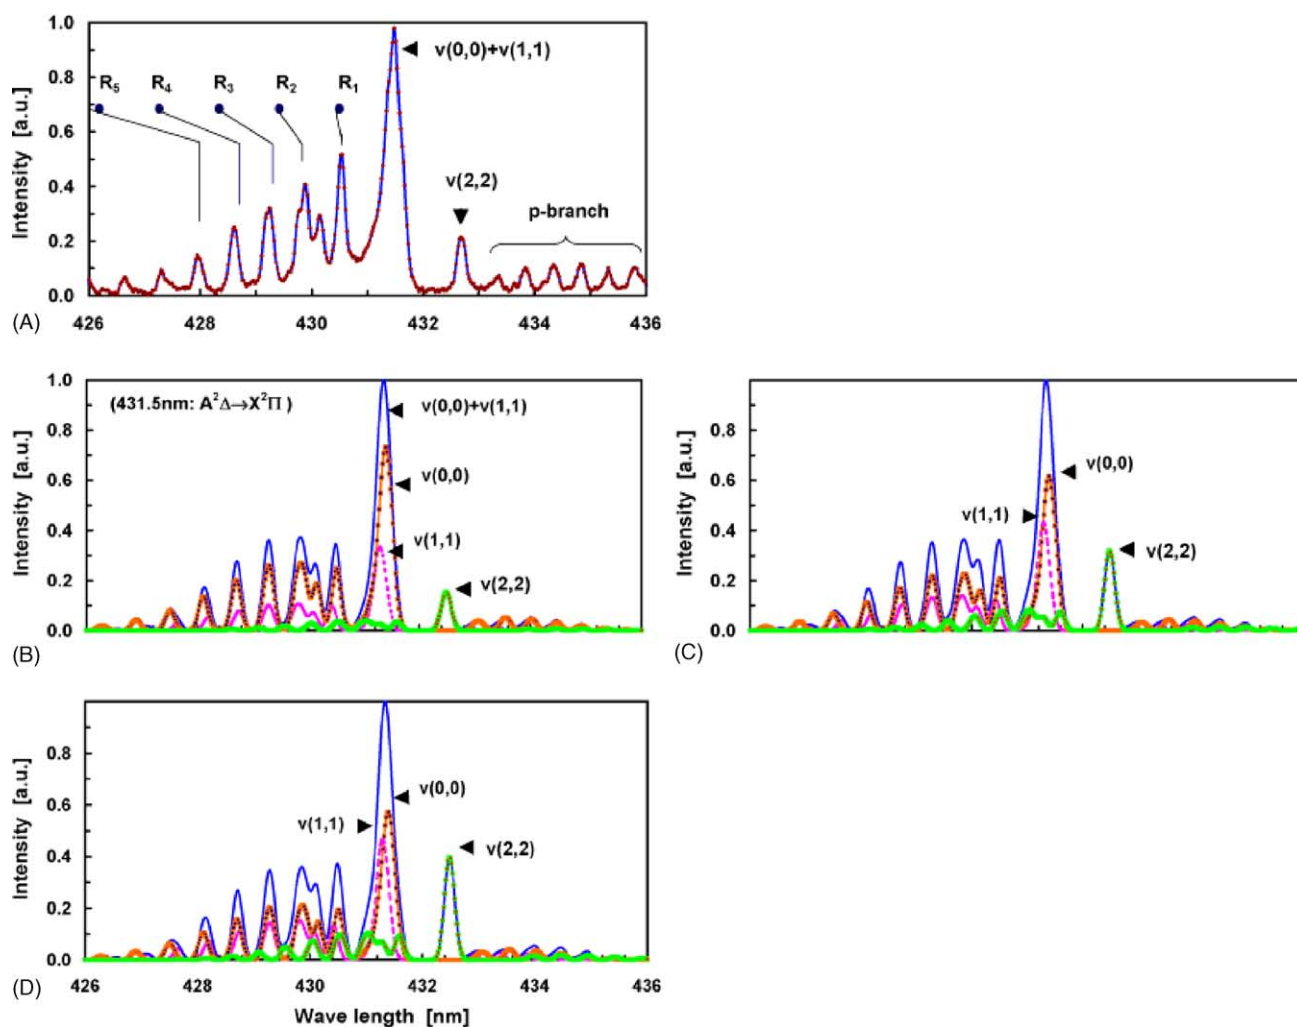 1.0
0.8
0.6
0.4
0.2
0.0
Intensity [a.u.]
R5 R4 R3 R2 R1
v(0,0)+v(1,1)
v(2,2)
p-branch
426 428 430 432 434 436
(A)
1.0
0.8
0.6
0.4
0.2
0.0
Intensity [a.u.]
(431.5nm: A²Δ→X²Π )
v(0,0)+v(1,1)
v(0,0)
v(1,1)
v(2,2)
(B)
0.8
0.6
0.4
0.2
0.0
Intensity [a.u.]
v(0,0)
v(1,1)
v(2,2)
(C)
0.8
0.6
0.4
0.2
0.0
Intensity [a.u.]
v(0,0)
v(1,1)
v(2,2)
426 428 430 432 434 436
(D)
Wave length [nm]